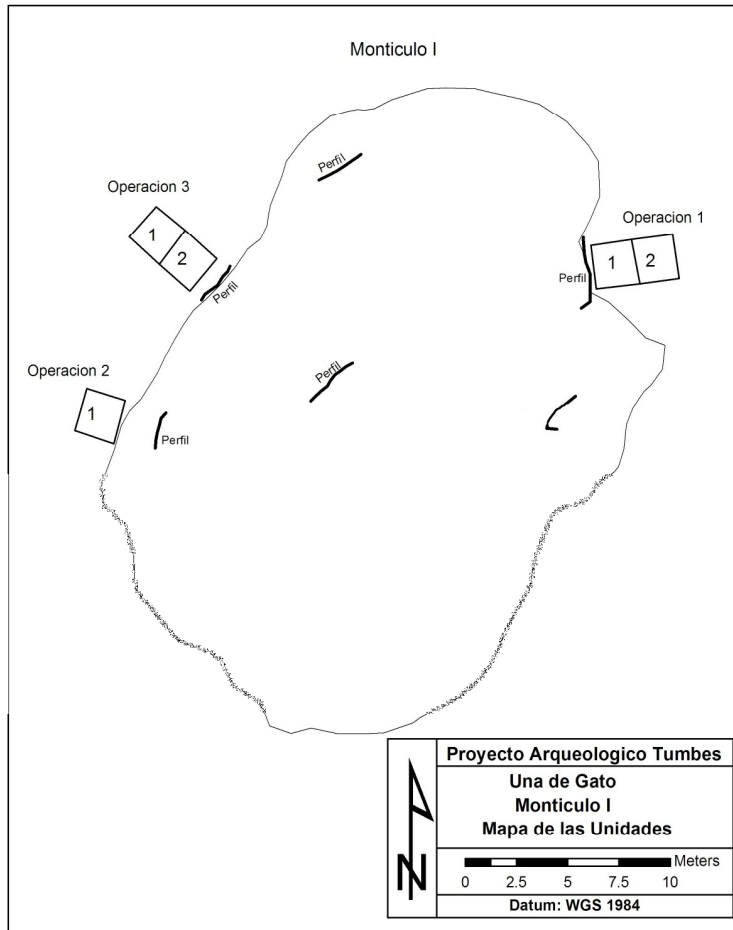 Monticulo I
Perfil
Operacion 3
1
2
Perfil
Operacion 1
1 2
Perfil
Operacion 2
1
Perfil
Perfil
Proyecto Arqueologico Tumbes
Una de Gato
Monticulo I
Mapa de las Unidades
N
Meters
0 2.5 5 7.5 10
Datum: WGS 1984